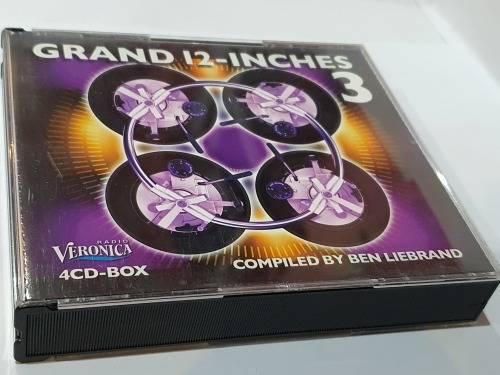 GRAND 12-INCHES
3
RADIO
VERONICA
4CD-BOX
COMPILED BY BEN LIEBRAND